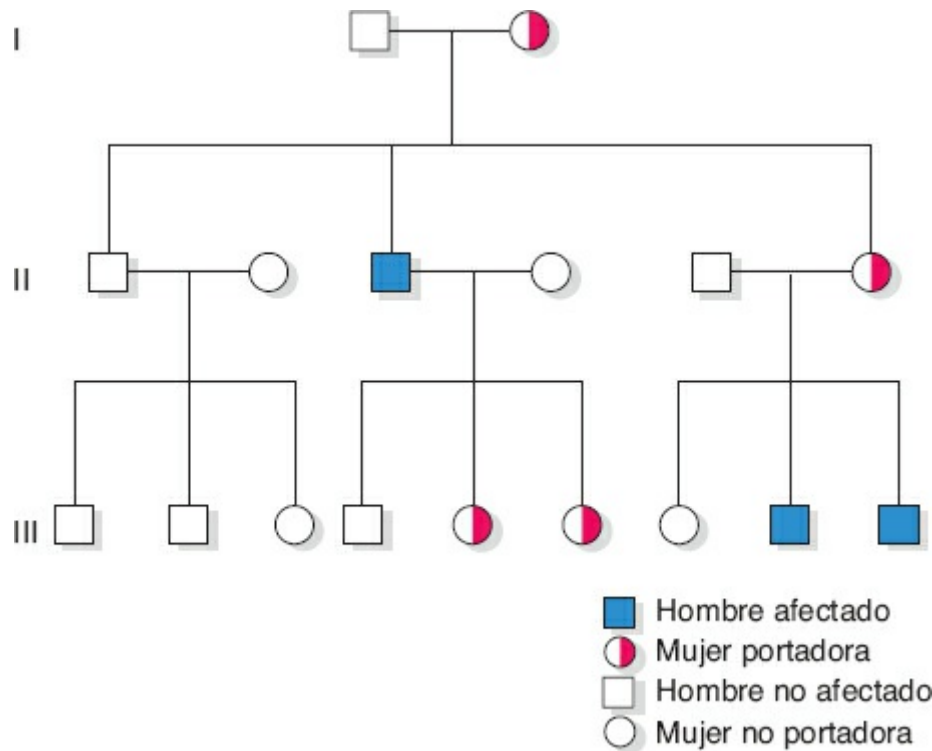 I
II
III
Hombre afectado
Mujer portadora
Hombre no afectado
Mujer no portadora